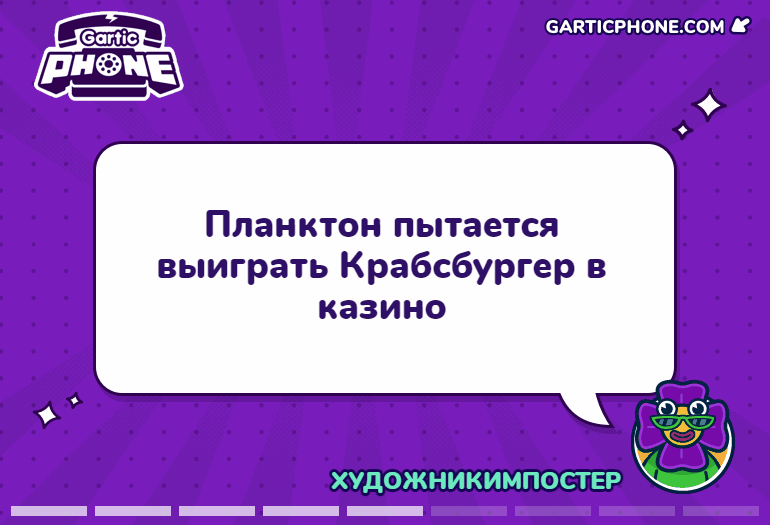 Gartic
PHONE
GARTICPHONE.COM
Планктон пытается
выиграть Крабсбургер в
казино
ХУДОЖНИКИМПОСТЕР